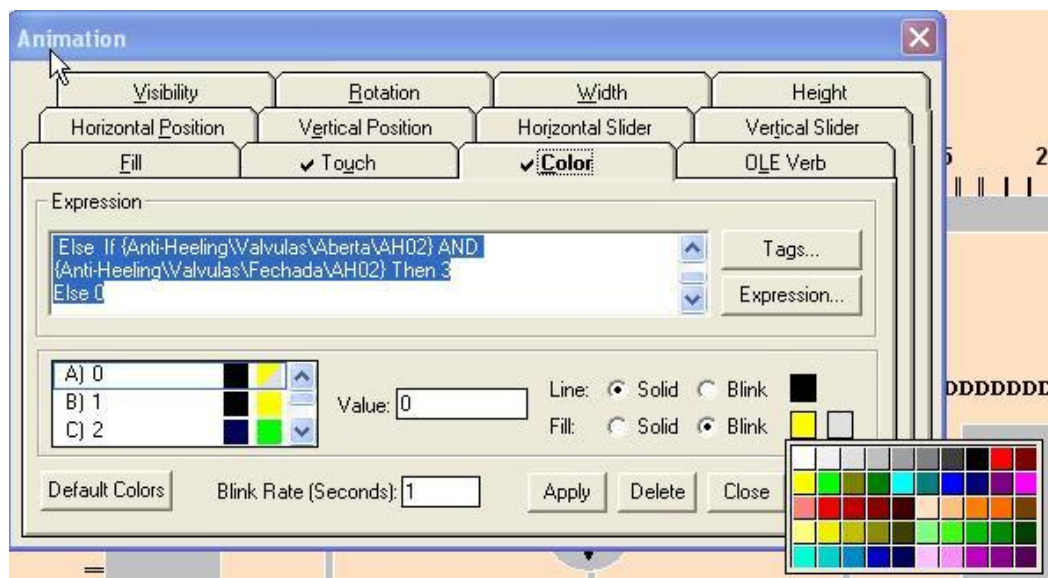 Animation
Visibility Rotation Width Height
Horizontal Position Vertical Position Horizontal Slider Vertical Slider
Fill Touch Color OLE Verb
Expression
Else If {Anti-Heeling\Valvulas\Aberta\AH02} AND
{Anti-Heeling\Valvulas\Fechada\AH02} Then 3
Else 0
Tags...
Expression...
A) 0
B) 1
C) 2
Value: 0
Line: Solid Blink
Fill: Solid Blink
Default Colors Blink Rate (Seconds): 1 Apply Delete Close
5 2
DDDDDDD